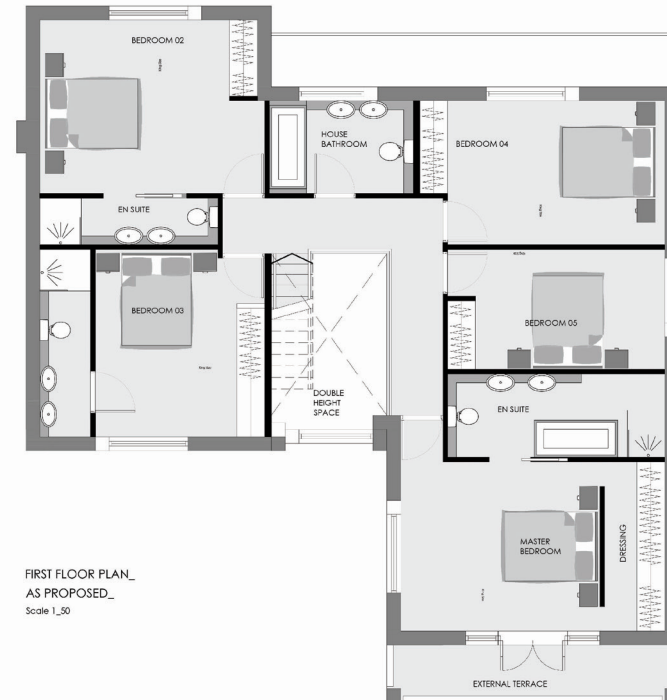 BEDROOM 02
HOUSE
BATHROOM
BEDROOM 04
EN SUITE
BEDROOM 03
BEDROOM 05
DOUBLE
HEIGHT
SPACE
EN SUITE
MASTER
BEDROOM
DRESSING
FIRST FLOOR PLAN_
AS PROPOSED_
Scale 1_50
EXTERNAL TERRACE